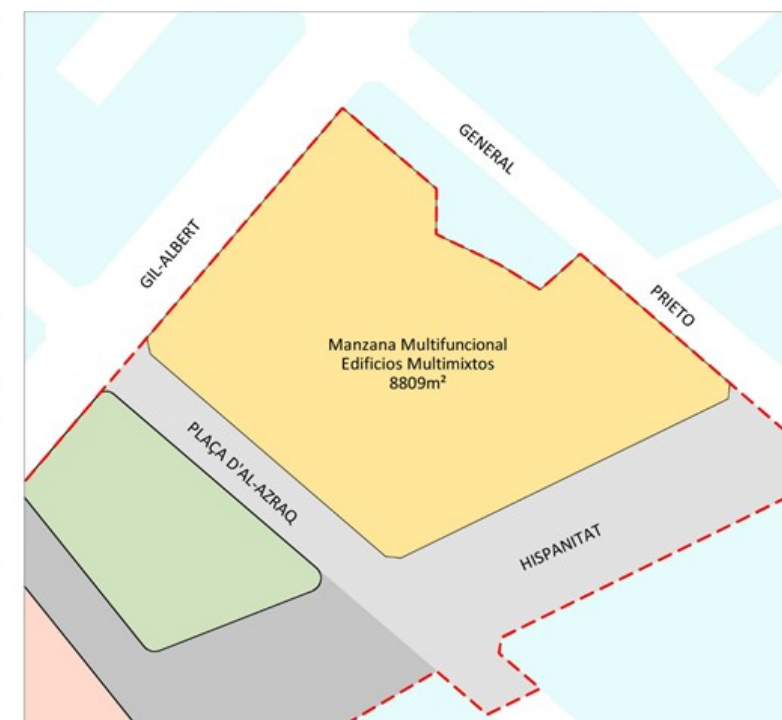 GENERAL
GIL-ALBERT
PRIETO
Manzana Multifuncional
Edificios Multimixtos
8809m²
PLAÇA D'AL-AZRAQ
HISPANITAT